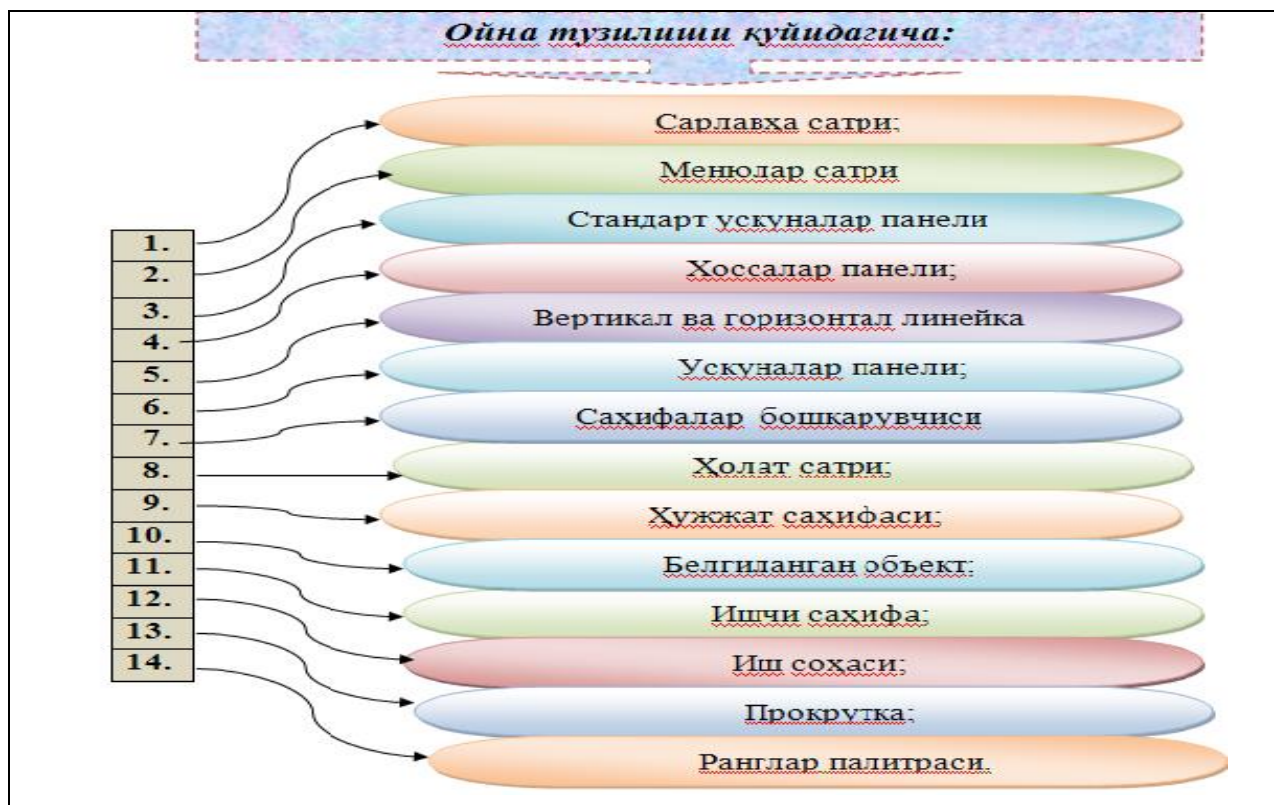 Ойна тузилиши қуйидагича:
1. Сарлавҳа сатри;
2. Менюлар сатри
3. Стандарт ускуналар панели
4. Хоссалар панели;
5. Вертикал ва горизонтал линейка
6. Ускуналар панели;
7. Саҳифалар бошкарувчиси
8. Ҳолат сатри;
9. Ҳужжат саҳифаси;
10. Белгиланган объект;
11. Ишчи саҳифа;
12. Иш соҳаси;
13. Прокрутка;
14. Ранглар палитраси.